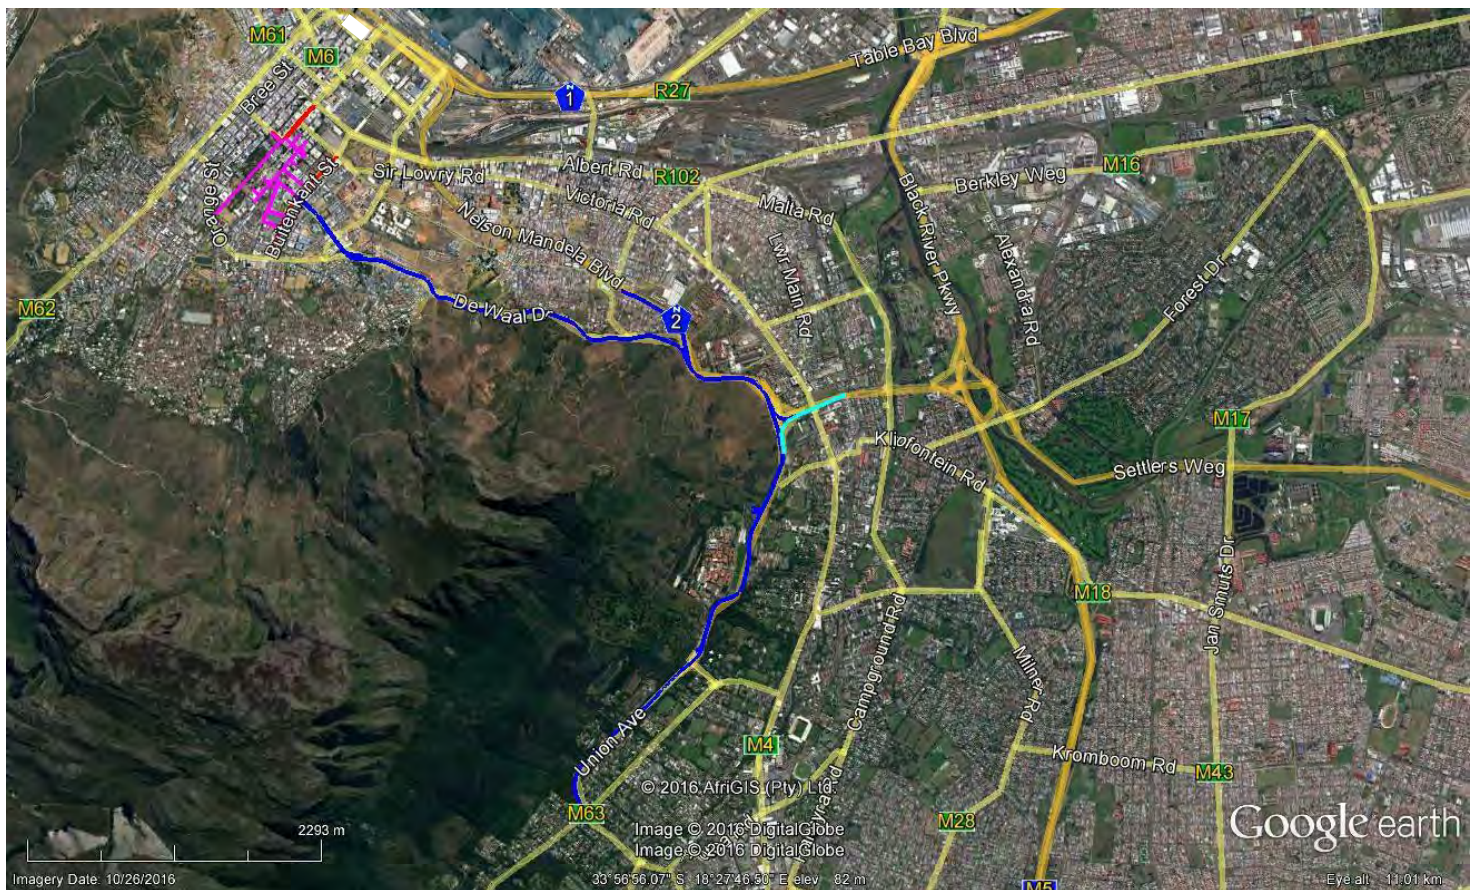 M61
M6
Bree St
Table Bay Blvd
N
1
R27
Orange St
Buitenkant St
Sir Lowry Rd
Albert Rd
R102
M16
Victoria Rd
Malta Rd
Berkley Weg
Nelson Mandela Blvd
Lwr Main Rd
Black River Pkwy
Alexandra Rd
Forest Dr
M62
De Waal Dr
N
2
M17
Klipfontein Rd
Settlers Weg
Jan Smuts Dr
M18
Campground Rd
Milner Rd
Union Ave
M4
Kromboom Rd
M43
© 2016 AfriGIS (Pty) Ltd.
M63
M28
Google earth
2293 m
Image © 2016 DigitalGlobe
Image © 2016 DigitalGlobe
Imagery Date: 10/26/2016
33°56'56.07" S 18°27'46.50" E elev 82 m
M5
Eye alt 11.01 km